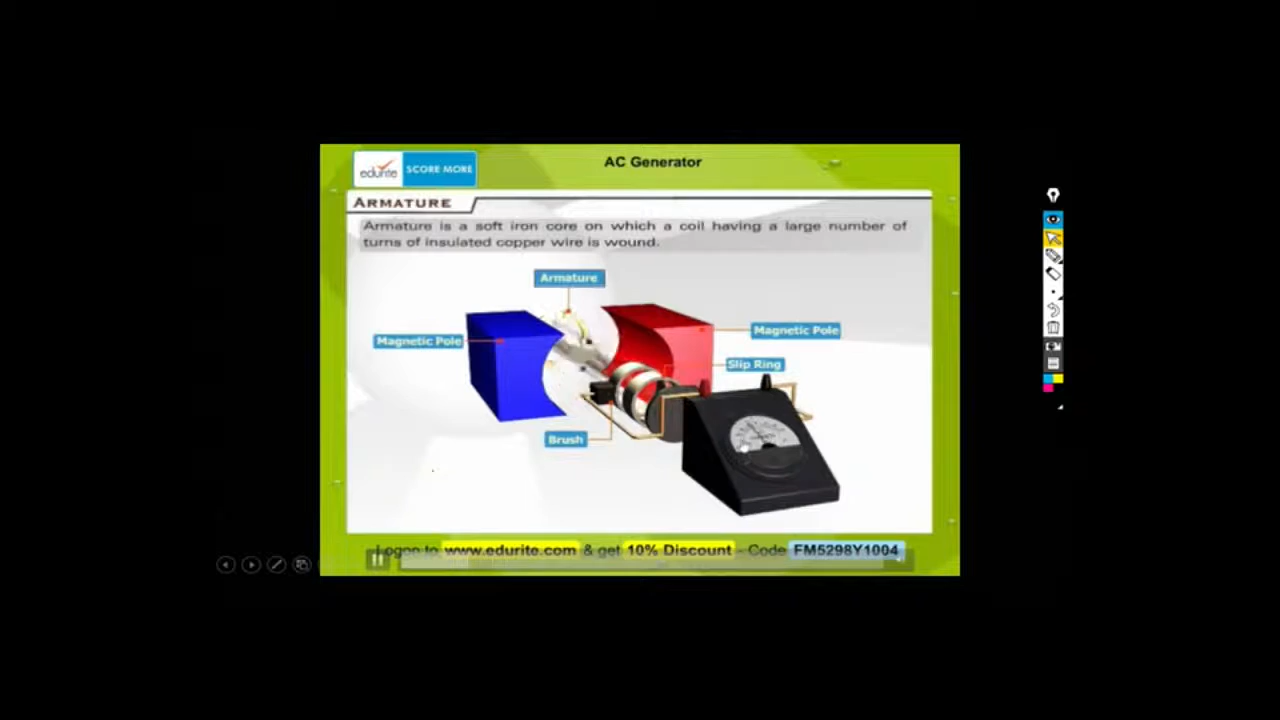 edurite SCORE MORE
AC Generator
ARMATURE
Armature is a soft iron core on which a coil having a large number of
turns of insulated copper wire is wound.
Armature
Magnetic Pole
Magnetic Pole
Slip Ring
Brush
Logon to www.edurite.com & get 10% Discount - Code FM5298Y1004